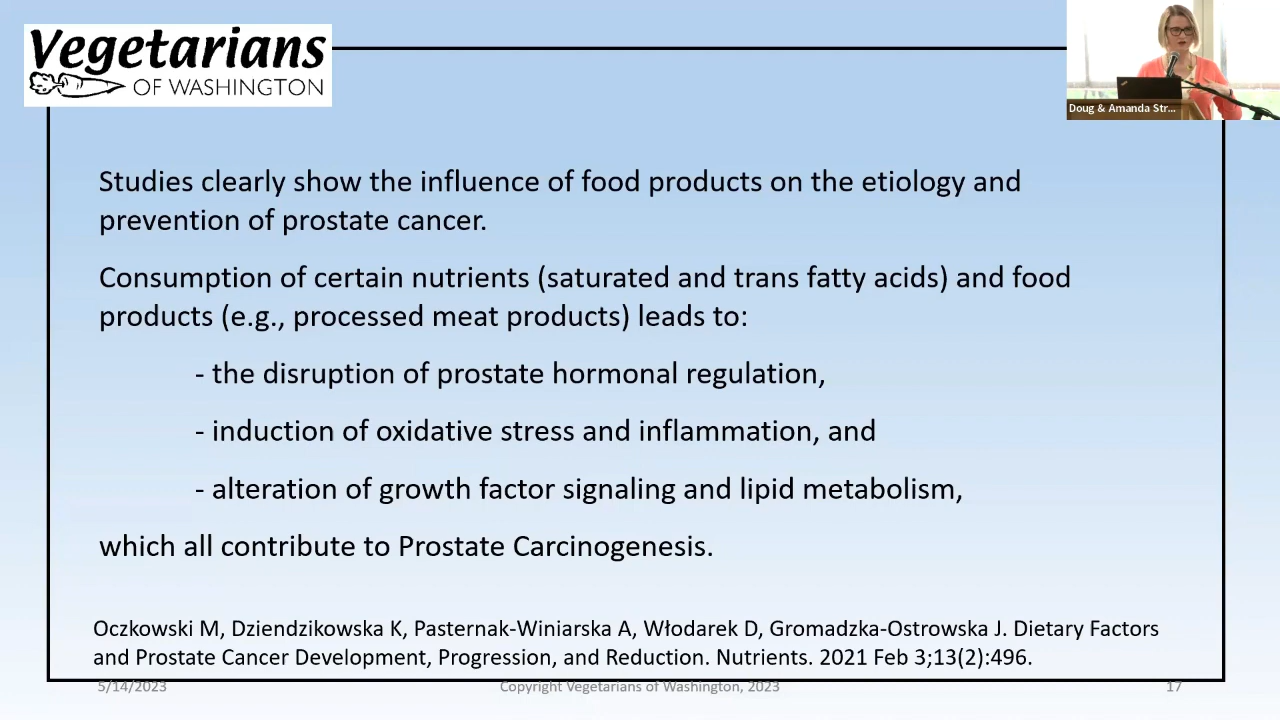 Vegetarians
OF WASHINGTON
Doug & Amanda Str...
Studies clearly show the influence of food products on the etiology and
prevention of prostate cancer.
Consumption of certain nutrients (saturated and trans fatty acids) and food
products (e.g., processed meat products) leads to:
- the disruption of prostate hormonal regulation,
- induction of oxidative stress and inflammation, and
- alteration of growth factor signaling and lipid metabolism,
which all contribute to Prostate Carcinogenesis.
Oczkowski M, Dziendzikowska K, Pasternak-Winiarska A, Włodarek D, Gromadzka-Ostrowska J. Dietary Factors
and Prostate Cancer Development, Progression, and Reduction. Nutrients. 2021 Feb 3;13(2):496.
5/14/2023
Copyright Vegetarians of Washington, 2023
17